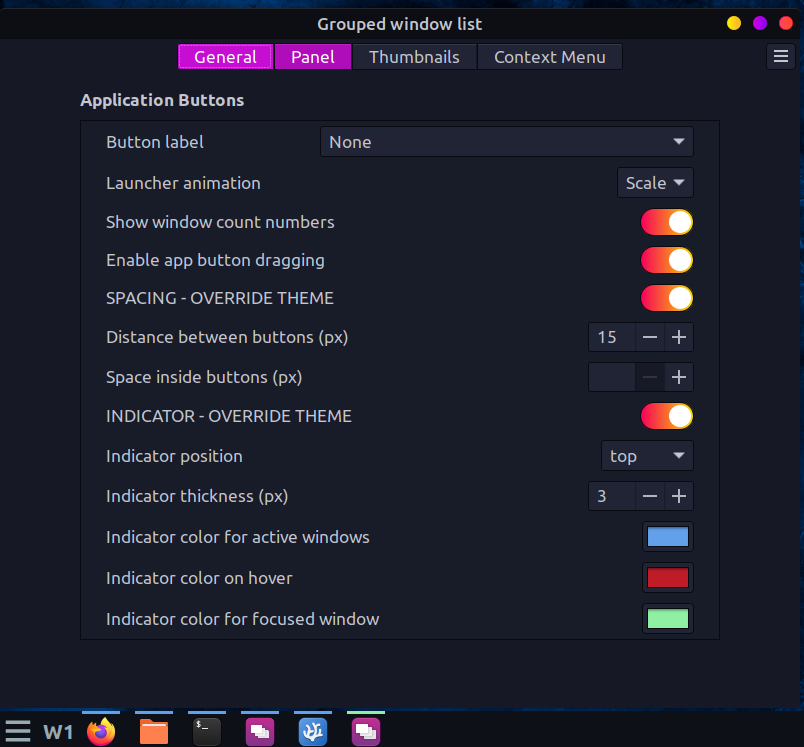 Grouped window list
General Panel Thumbnails Context Menu
Application Buttons
Button label None
Launcher animation Scale
Show window count numbers
Enable app button dragging
SPACING - OVERRIDE THEME
Distance between buttons (px) 15
Space inside buttons (px)
INDICATOR - OVERRIDE THEME
Indicator position top
Indicator thickness (px) 3
Indicator color for active windows
Indicator color on hover
Indicator color for focused window
W1